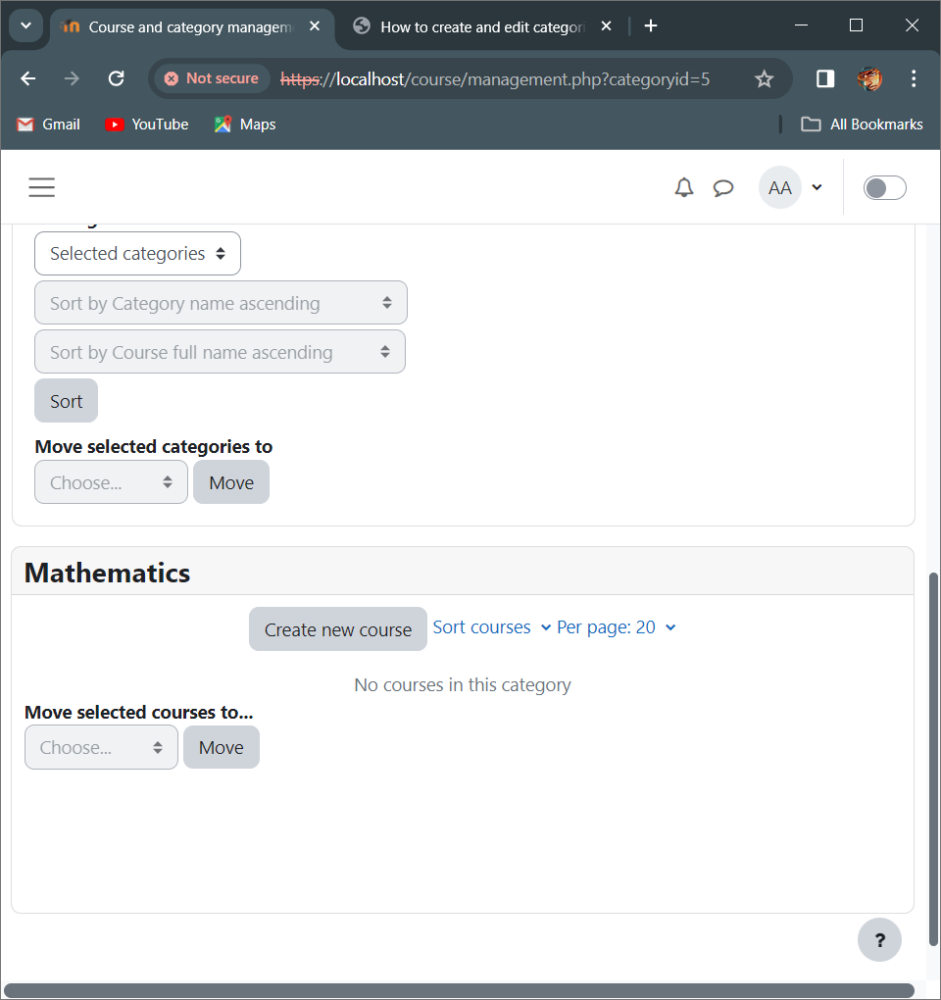 Course and category managem
How to create and edit categori
Not secure
https://localhost/course/management.php?categoryid=5
Gmail
YouTube
Maps
All Bookmarks
AA
Selected categories
Sort by Category name ascending
Sort by Course full name ascending
Sort
Move selected categories to
Choose...
Move
Mathematics
Create new course
Sort courses
Per page: 20
No courses in this category
Move selected courses to...
Choose...
Move
?